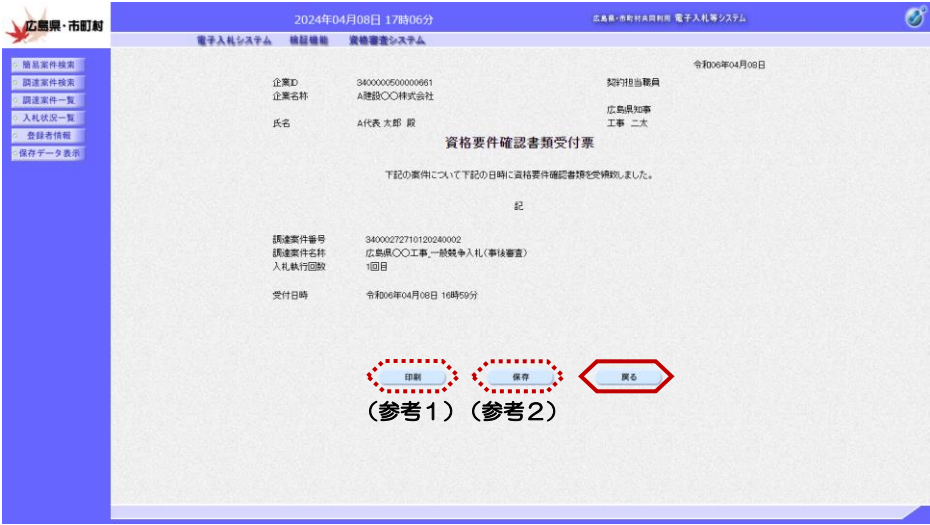 広島県・市町村
2024年04月08日 17時06分
広島県・市町村共同利用 電子入札等システム
電子入札システム 検証機能 資格審査システム
簡易案件検索
調達案件検索
調達案件一覧
入札状況一覧
登録者情報
保存データ表示
令和06年04月08日
企業ID 3400000500000661 契約担当職員
企業名称 A建設〇〇株式会社
広島県知事
氏名 A代表 太郎 殿 工事 二太
資格要件確認書類受付票
下記の案件について下記の日時に資格要件確認書類を受領致しました。
記
調達案件番号 34000272710120240002
調達案件名称 広島県〇〇工事_一般競争入札(事後審査)
入札執行回数 1回目
受付日時 令和06年04月08日 16時59分
印刷 保存 戻る
(参考1) (参考2)